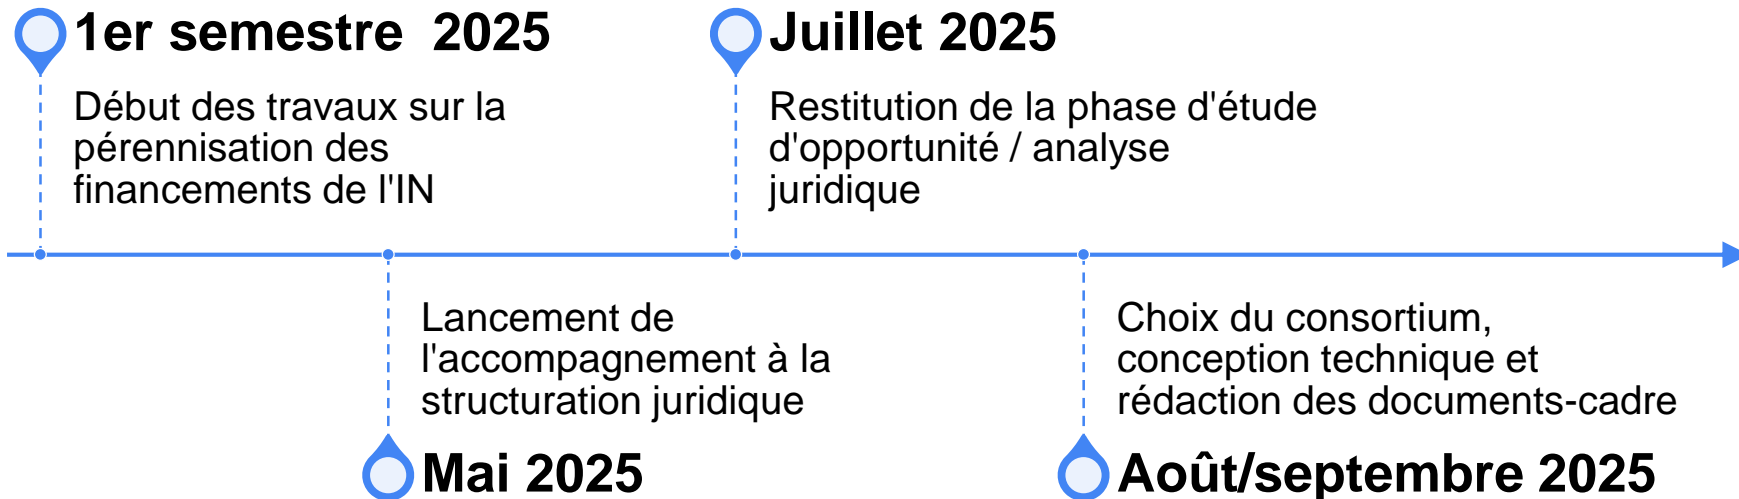 1er semestre 2025
Début des travaux sur la
pérennisation des
financements de l'IN
Juillet 2025
Restitution de la phase d'étude
d'opportunité / analyse
juridique
Lancement de
l'accompagnement à la
structuration juridique
Mai 2025
Choix du consortium,
conception technique et
rédaction des documents-cadre
Août/septembre 2025